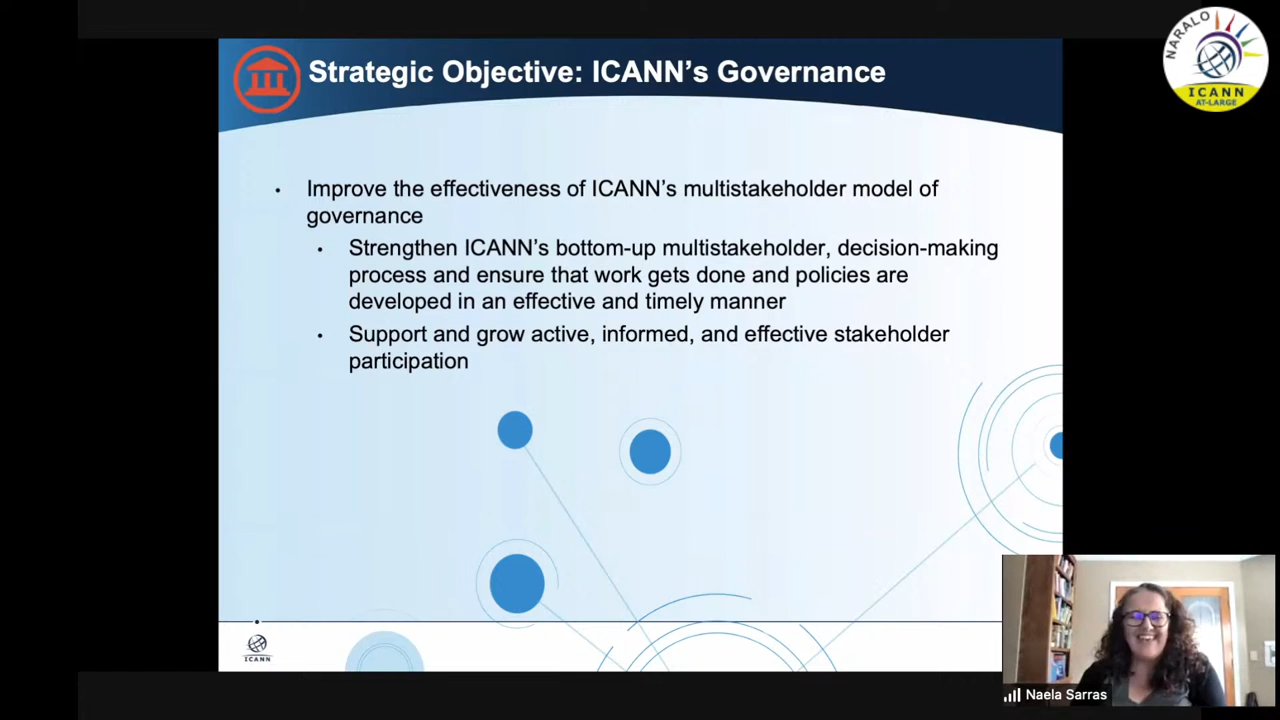 Strategic Objective: ICANN’s Governance
NARALO
ICANN
AT-LARGE
• Improve the effectiveness of ICANN’s multistakeholder model of
governance
• Strengthen ICANN’s bottom-up multistakeholder, decision-making
process and ensure that work gets done and policies are
developed in an effective and timely manner
• Support and grow active, informed, and effective stakeholder
participation
ICANN
Naela Sarras